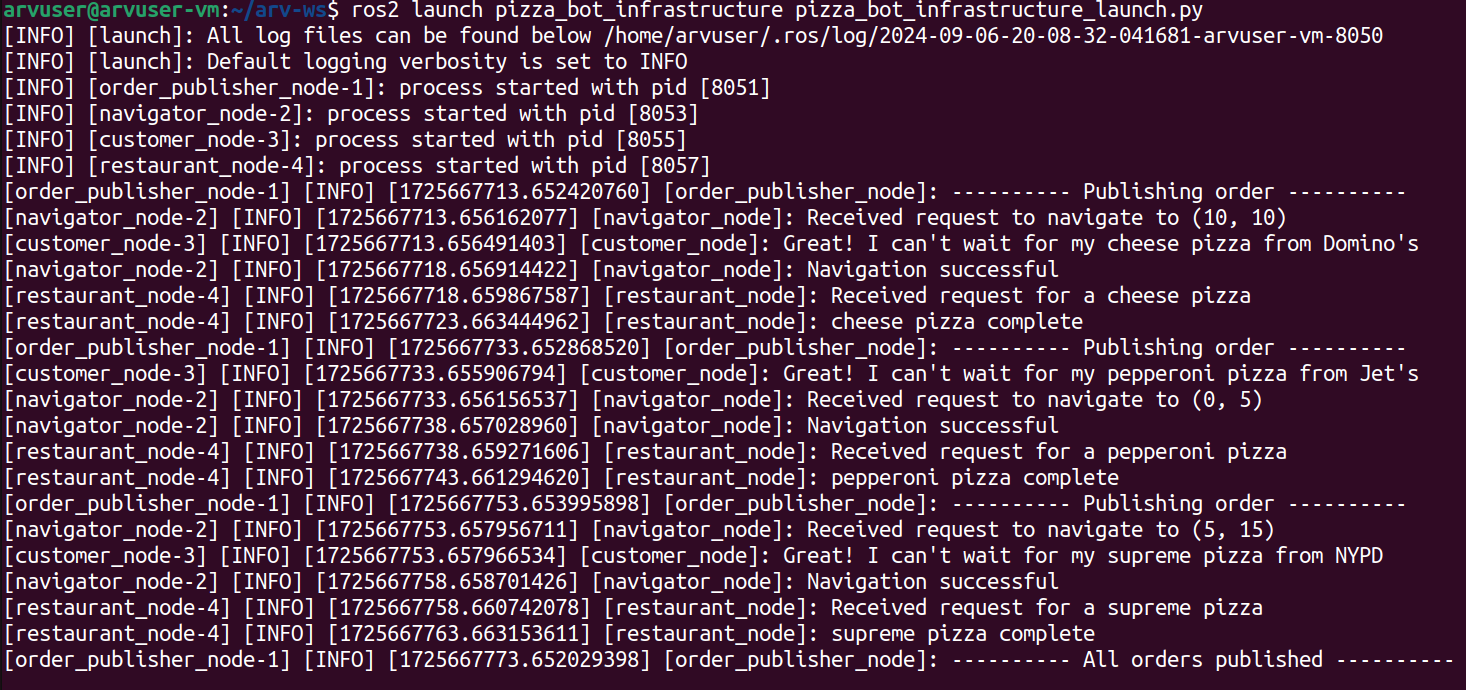 arvuser@arvuser-vm:~/arv-ws$ ros2 launch pizza_bot_infrastructure pizza_bot_infrastructure_launch.py
[INFO] [launch]: All log files can be found below /home/arvuser/.ros/log/2024-09-06-20-08-32-041681-arvuser-vm-8050
[INFO] [launch]: Default logging verbosity is set to INFO
[INFO] [order_publisher_node-1]: process started with pid [8051]
[INFO] [navigator_node-2]: process started with pid [8053]
[INFO] [customer_node-3]: process started with pid [8055]
[INFO] [restaurant_node-4]: process started with pid [8057]
[order_publisher_node-1] [INFO] [1725667713.652420760] [order_publisher_node]: ---------- Publishing order ----------
[navigator_node-2] [INFO] [1725667713.656162077] [navigator_node]: Received request to navigate to (10, 10)
[customer_node-3] [INFO] [1725667713.656491403] [customer_node]: Great! I can't wait for my cheese pizza from Domino's
[navigator_node-2] [INFO] [1725667718.656914422] [navigator_node]: Navigation successful
[restaurant_node-4] [INFO] [1725667718.659867587] [restaurant_node]: Received request for a cheese pizza
[restaurant_node-4] [INFO] [1725667723.663444962] [restaurant_node]: cheese pizza complete
[order_publisher_node-1] [INFO] [1725667733.652868520] [order_publisher_node]: ---------- Publishing order ----------
[customer_node-3] [INFO] [1725667733.655906794] [customer_node]: Great! I can't wait for my pepperoni pizza from Jet's
[navigator_node-2] [INFO] [1725667733.656156537] [navigator_node]: Received request to navigate to (0, 5)
[navigator_node-2] [INFO] [1725667738.657028960] [navigator_node]: Navigation successful
[restaurant_node-4] [INFO] [1725667738.659271606] [restaurant_node]: Received request for a pepperoni pizza
[restaurant_node-4] [INFO] [1725667743.661294620] [restaurant_node]: pepperoni pizza complete
[order_publisher_node-1] [INFO] [1725667753.653995898] [order_publisher_node]: ---------- Publishing order ----------
[navigator_node-2] [INFO] [1725667753.657956711] [navigator_node]: Received request to navigate to (5, 15)
[customer_node-3] [INFO] [1725667753.657966534] [customer_node]: Great! I can't wait for my supreme pizza from NYPD
[navigator_node-2] [INFO] [1725667758.658701426] [navigator_node]: Navigation successful
[restaurant_node-4] [INFO] [1725667758.660742078] [restaurant_node]: Received request for a supreme pizza
[restaurant_node-4] [INFO] [1725667763.663153611] [restaurant_node]: supreme pizza complete
[order_publisher_node-1] [INFO] [1725667773.652029398] [order_publisher_node]: ---------- All orders published ----------